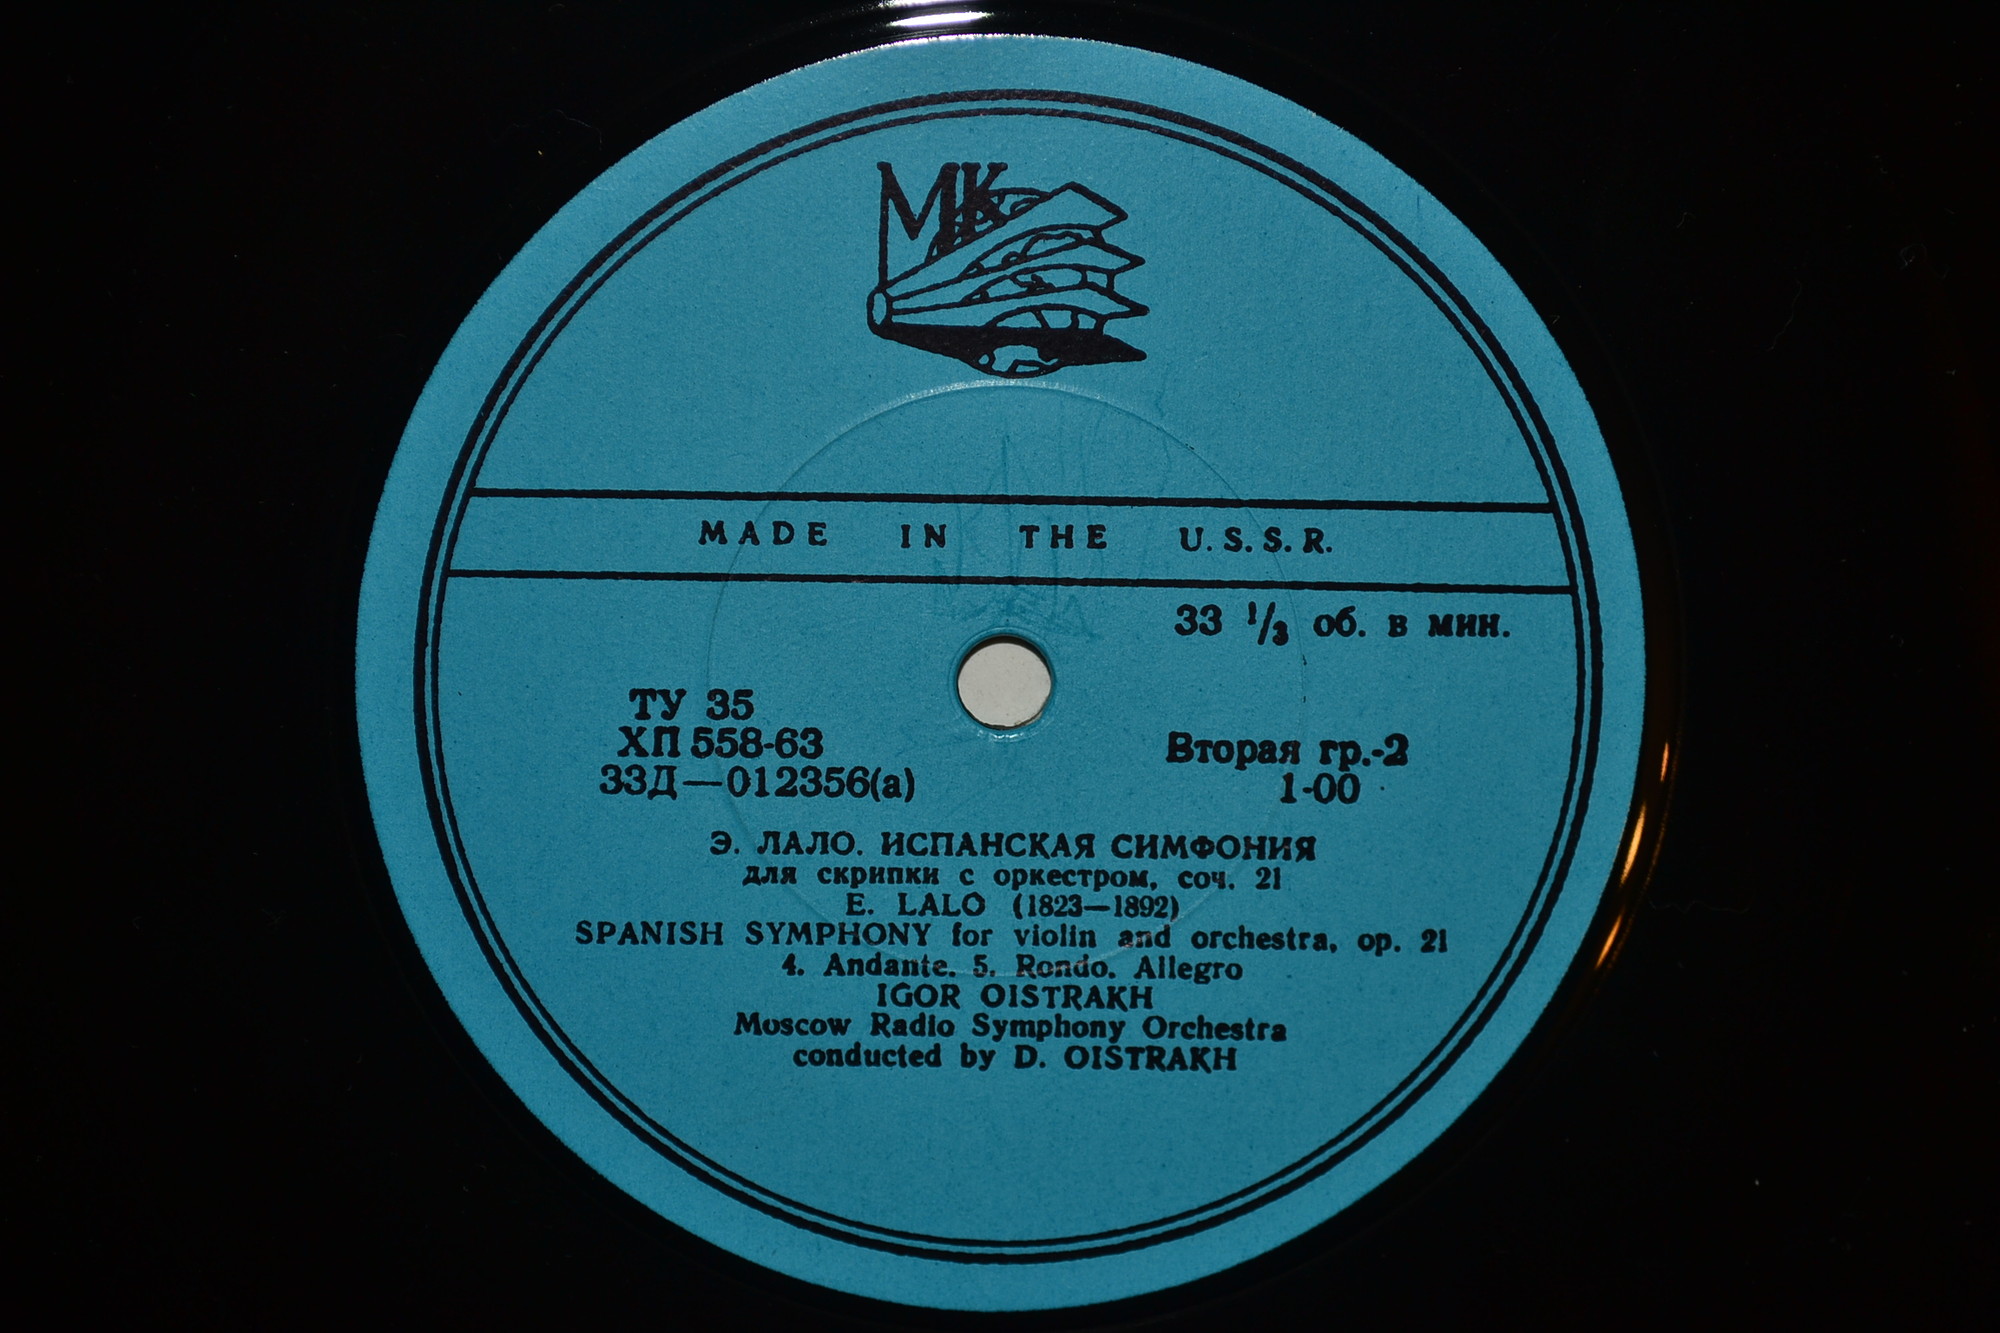 МК
MADE IN THE U.S.S.R.
33 1/3 об. в мин.
ТУ 35
ХП 558-63
33Д—012356(а)
Вторая гр.-2
1-00
Э. ЛАЛО. ИСПАНСКАЯ СИМФОНИЯ
для скрипки с оркестром, соч. 21
E. LALO (1823—1892)
SPANISH SYMPHONY for violin and orchestra, op. 21
4. Andante. 5. Rondo. Allegro
IGOR OISTRAKH
Moscow Radio Symphony Orchestra
conducted by D. OISTRAKH